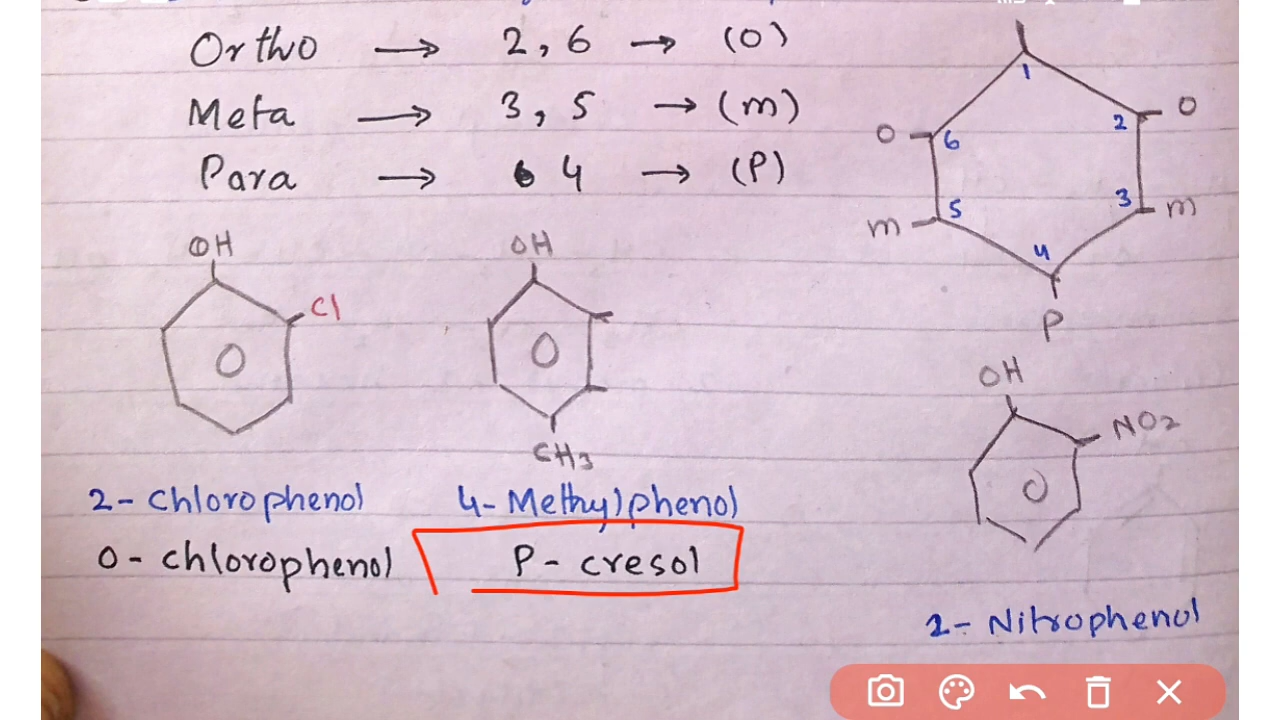 Ortho → 2, 6 → (O)
Meta → 3, 5 → (m)
Para → 4 → (P)
1
2 O
O 6
3 m
m 5
4
P
OH
Cl
OH
CH3
OH
NO2
2- Chlorophenol
4- Methylphenol
O - chlorophenol
P - cresol
2- Nitrophenol